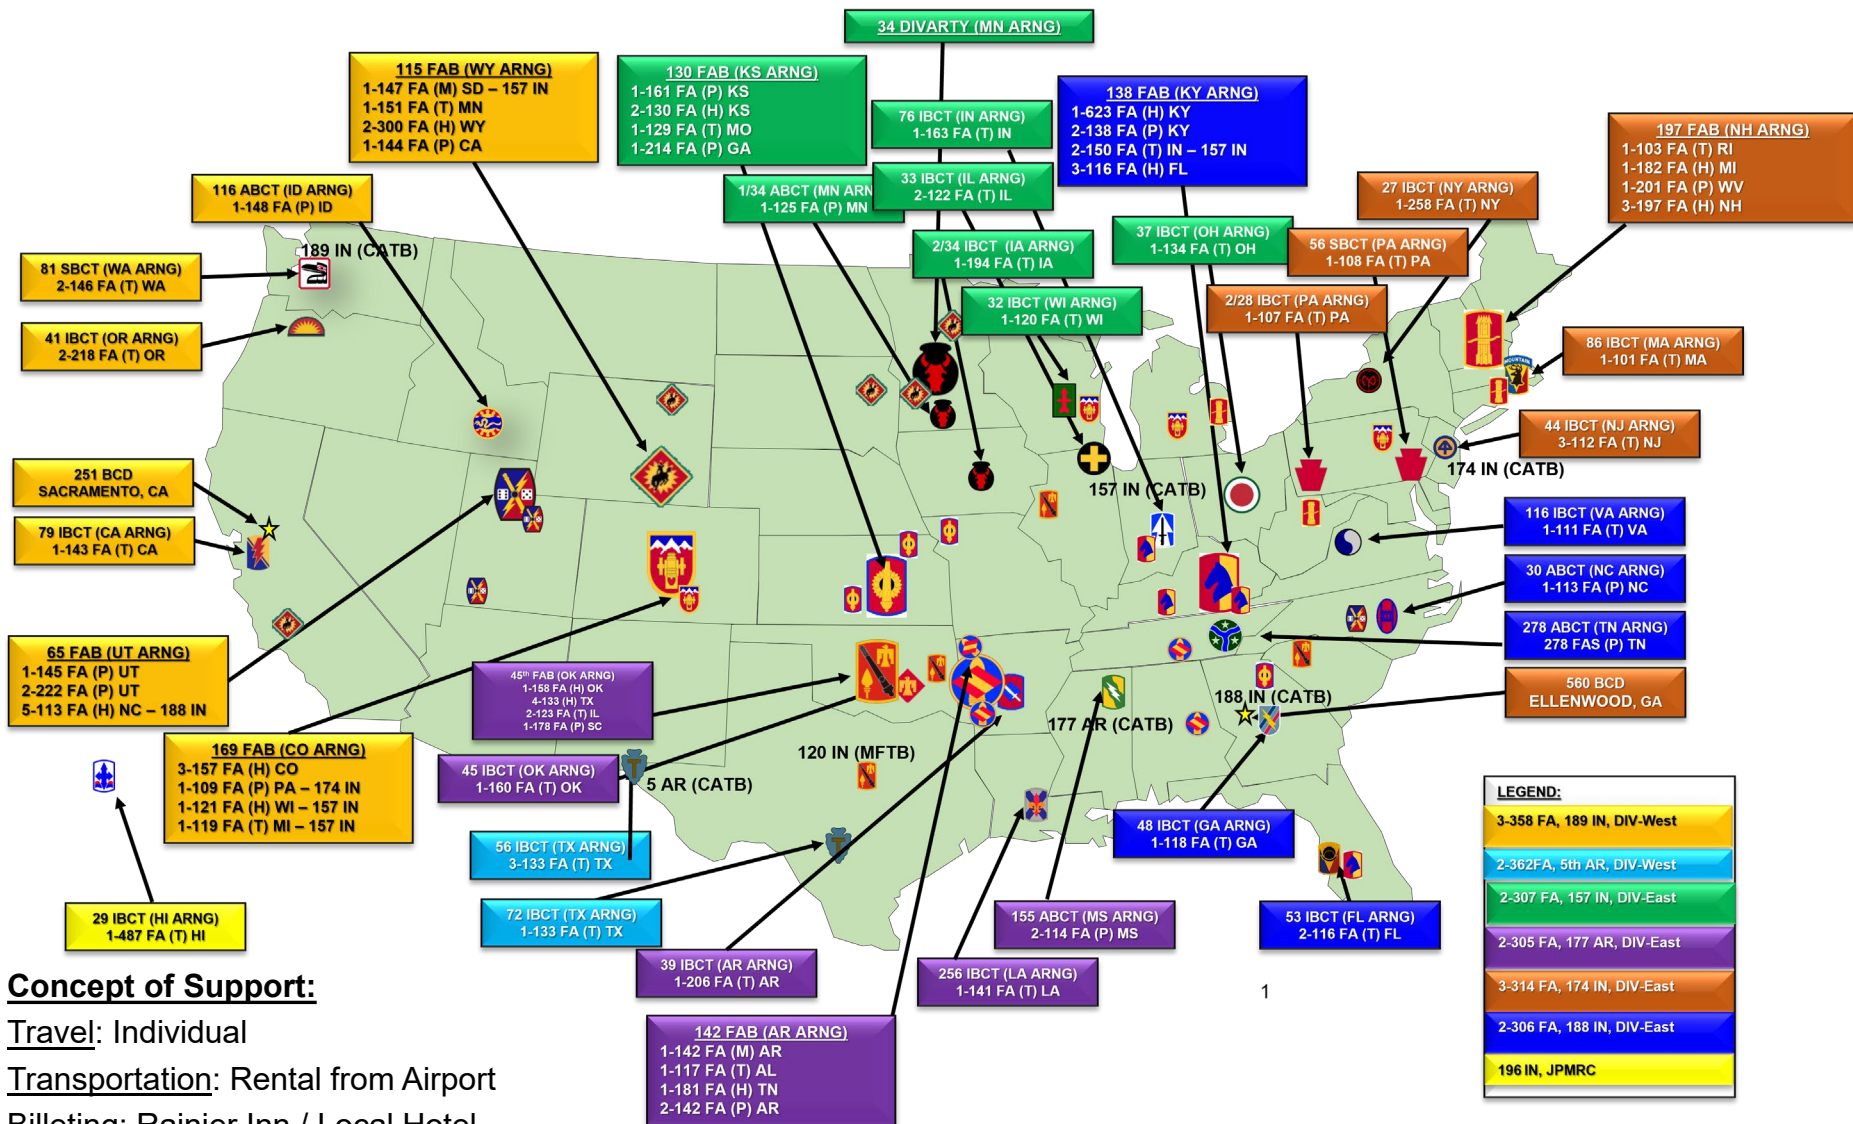 34 DIVARTY (MN ARNG)
115 FAB (WY ARNG)
1-147 FA (M) SD – 157 IN
1-151 FA (T) MN
2-300 FA (H) WY
1-144 FA (P) CA
130 FAB (KS ARNG)
1-161 FA (P) KS
2-130 FA (H) KS
1-129 FA (T) MO
1-214 FA (P) GA
76 IBCT (IN ARNG)
1-163 FA (T) IN
138 FAB (KY ARNG)
1-623 FA (H) KY
2-138 FA (P) KY
2-150 FA (T) IN – 157 IN
3-116 FA (H) FL
197 FAB (NH ARNG)
1-103 FA (T) RI
1-182 FA (H) MI
1-201 FA (P) WV
3-197 FA (H) NH
116 ABCT (ID ARNG)
1-148 FA (P) ID
1/34 ABCT (MN ARN
1-125 FA (P) MN
33 IBCT (IL ARNG)
2-122 FA (T) IL
27 IBCT (NY ARNG)
1-258 FA (T) NY
37 IBCT (OH ARNG)
1-134 FA (T) OH
56 SBCT (PA ARNG)
1-108 FA (T) PA
189 IN (CATB)
2/34 IBCT (IA ARNG)
1-194 FA (T) IA
81 SBCT (WA ARNG)
2-146 FA (T) WA
32 IBCT (WI ARNG)
1-120 FA (T) WI
2/28 IBCT (PA ARNG)
1-107 FA (T) PA
41 IBCT (OR ARNG)
2-218 FA (T) OR
86 IBCT (MA ARNG)
1-101 FA (T) MA
MOUNTAIN
44 IBCT (NJ ARNG)
3-112 FA (T) NJ
174 IN (CATB)
251 BCD
SACRAMENTO, CA
157 IN (CATB)
79 IBCT (CA ARNG)
1-143 FA (T) CA
116 IBCT (VA ARNG)
1-111 FA (T) VA
30 ABCT (NC ARNG)
1-113 FA (P) NC
278 ABCT (TN ARNG)
278 FAS (P) TN
65 FAB (UT ARNG)
1-145 FA (P) UT
2-222 FA (P) UT
5-113 FA (H) NC – 188 IN
45th FAB (OK ARNG)
1-158 FA (H) OK
4-133 (H) TX
2-123 FA (T) IL
1-178 FA (P) SC
560 BCD
ELLENWOOD, GA
188 IN (CATB)
177 AR (CATB)
169 FAB (CO ARNG)
3-157 FA (H) CO
1-109 FA (P) PA – 174 IN
1-121 FA (H) WI – 157 IN
1-119 FA (T) MI – 157 IN
45 IBCT (OK ARNG)
1-160 FA (T) OK
5 AR (CATB)
120 IN (MFTB)
56 IBCT (TX ARNG)
3-133 FA (T) TX
48 IBCT (GA ARNG)
1-118 FA (T) GA
72 IBCT (TX ARNG)
1-133 FA (T) TX
29 IBCT (HI ARNG)
1-487 FA (T) HI
155 ABCT (MS ARNG)
2-114 FA (P) MS
53 IBCT (FL ARNG)
2-116 FA (T) FL
39 IBCT (AR ARNG)
1-206 FA (T) AR
256 IBCT (LA ARNG)
1-141 FA (T) LA
142 FAB (AR ARNG)
1-142 FA (M) AR
1-117 FA (T) AL
1-181 FA (H) TN
2-142 FA (P) AR
1
LEGEND:
3-358 FA, 189 IN, DIV-West
2-362FA, 5th AR, DIV-West
2-307 FA, 157 IN, DIV-East
2-305 FA, 177 AR, DIV-East
3-314 FA, 174 IN, DIV-East
2-306 FA, 188 IN, DIV-East
196 IN, JPMRC
Concept of Support:
Travel: Individual
Transportation: Rental from Airport
Billeting: Rainier Inn / Local Hotel